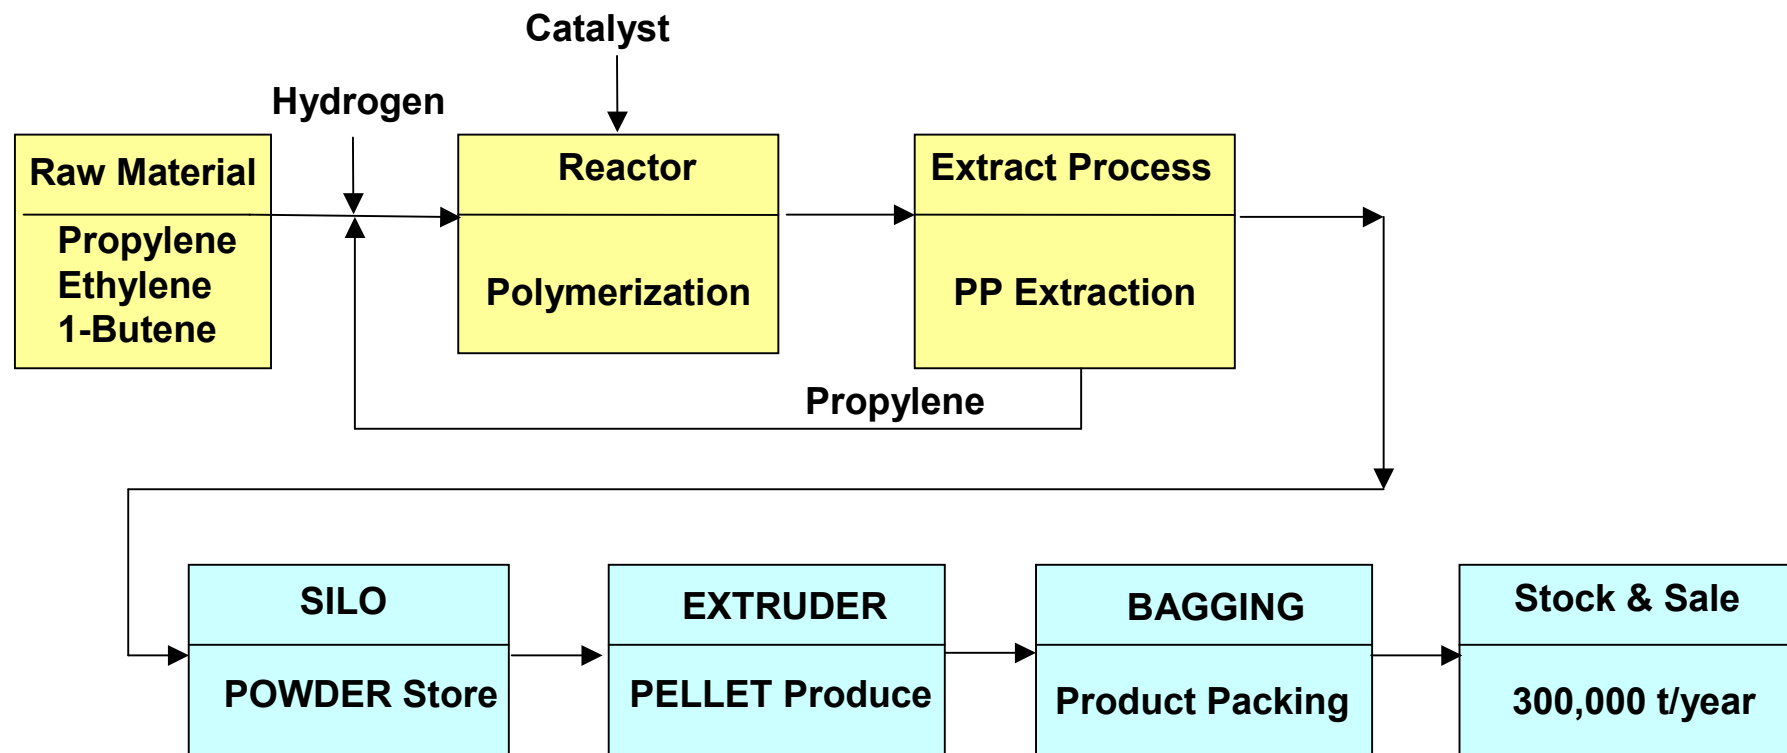 Catalyst
Hydrogen
Raw Material
Propylene
Ethylene
1-Butene
Reactor
Polymerization
Extract Process
PP Extraction
Propylene
SILO
POWDER Store
EXTRUDER
PELLET Produce
BAGGING
Product Packing
Stock & Sale
300,000 t/year